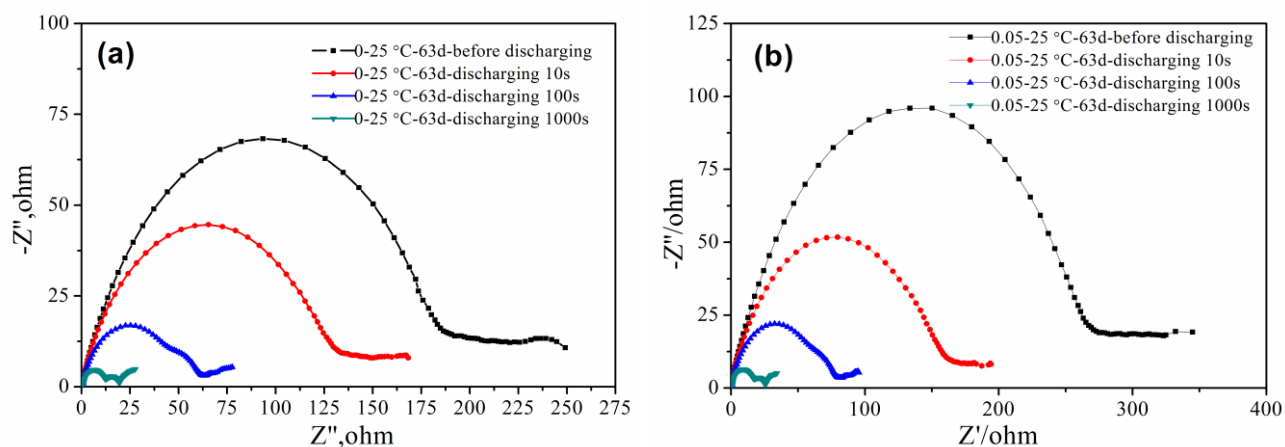 (a)
0-25 °C-63d-before discharging
0-25 °C-63d-discharging 10s
0-25 °C-63d-discharging 100s
0-25 °C-63d-discharging 1000s
-Z'',ohm
100
75
50
25
0
0 25 50 75 100 125 150 175 200 225 250 275
Z'',ohm
(b)
0.05-25 °C-63d-before discharging
0.05-25 °C-63d-discharging 10s
0.05-25 °C-63d-discharging 100s
0.05-25 °C-63d-discharging 1000s
-Z''/ohm
125
100
75
50
25
0
0 100 200 300 400
Z'/ohm